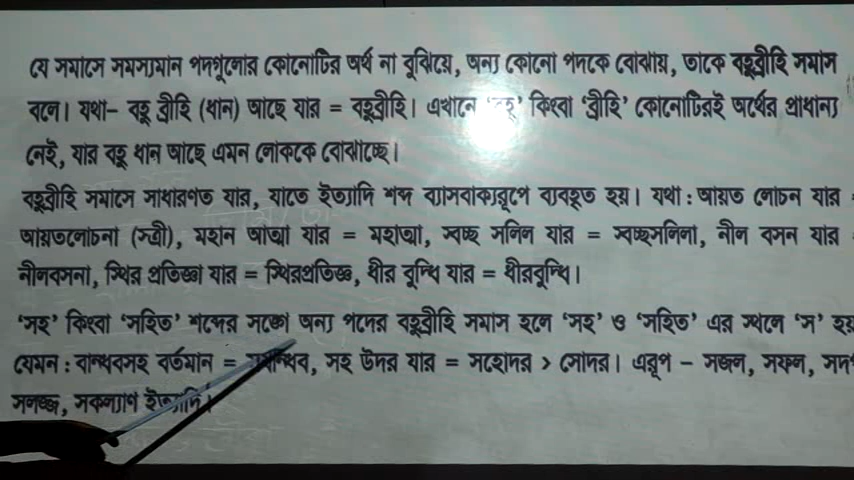 যে সমাসে সমস্যমান পদগুলোর কোনোটির অর্থ না বুঝিয়ে, অন্য কোনো পদকে বোঝায়, তাকে বহুব্রীহি সমাস
বলে। যথা- বহু ব্রীহি (ধান) আছে যার = বহুব্রীহি। এখানে ‘বহু’ কিংবা ‘ব্রীহি’ কোনোটিরই অর্থের প্রাধান্য
নেই, যার বহু ধান আছে এমন লোককে বোঝাচ্ছে।
বহুব্রীহি সমাসে সাধারণত যার, যাতে ইত্যাদি শব্দ ব্যাসবাক্যরূপে ব্যবহৃত হয়। যথা : আয়ত লোচন যার =
আয়তলোচনা (স্ত্রী), মহান আত্মা যার = মহাত্মা, স্বচ্ছ সলিল যার = স্বচ্ছসলিলা, নীল বসন যার =
নীলবসনা, স্থির প্রতিজ্ঞা যার = স্থিরপ্রতিজ্ঞ, ধীর বুদ্ধি যার = ধীরবুদ্ধি।
‘সহ’ কিংবা ‘সহিত’ শব্দের সঙ্গে অন্য পদের বহুব্রীহি সমাস হলে ‘সহ’ ও ‘সহিত’ এর স্থলে ‘স’ হয়
যেমন : বান্ধবসহ বর্তমান = সবান্ধব, সহ উদর যার = সহোদর > সোদর। এরূপ - সজল, সফল,
সলজ্জ, সকল্যাণ ইত্যাদি।